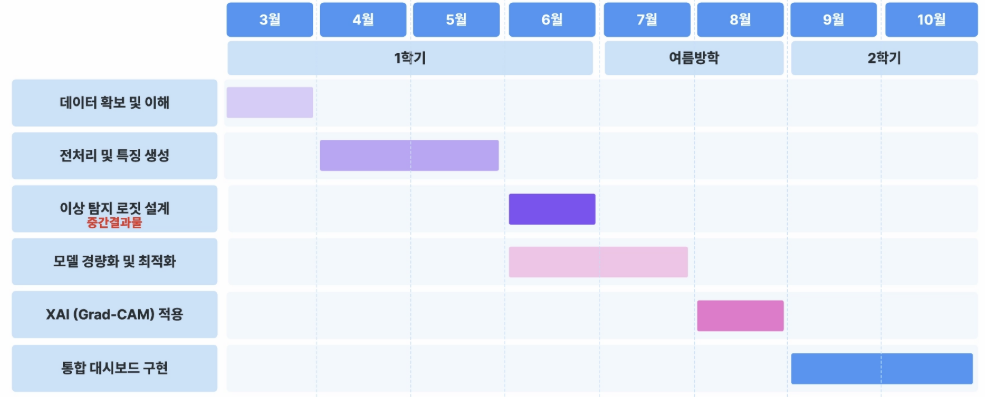 3월 4월 5월 6월 7월 8월 9월 10월
1학기 여름방학 2학기
데이터 확보 및 이해
전처리 및 특징 생성
이상 탐지 로짓 설계
중간결과물
모델 경량화 및 최적화
XAI (Grad-CAM) 적용
통합 대시보드 구현